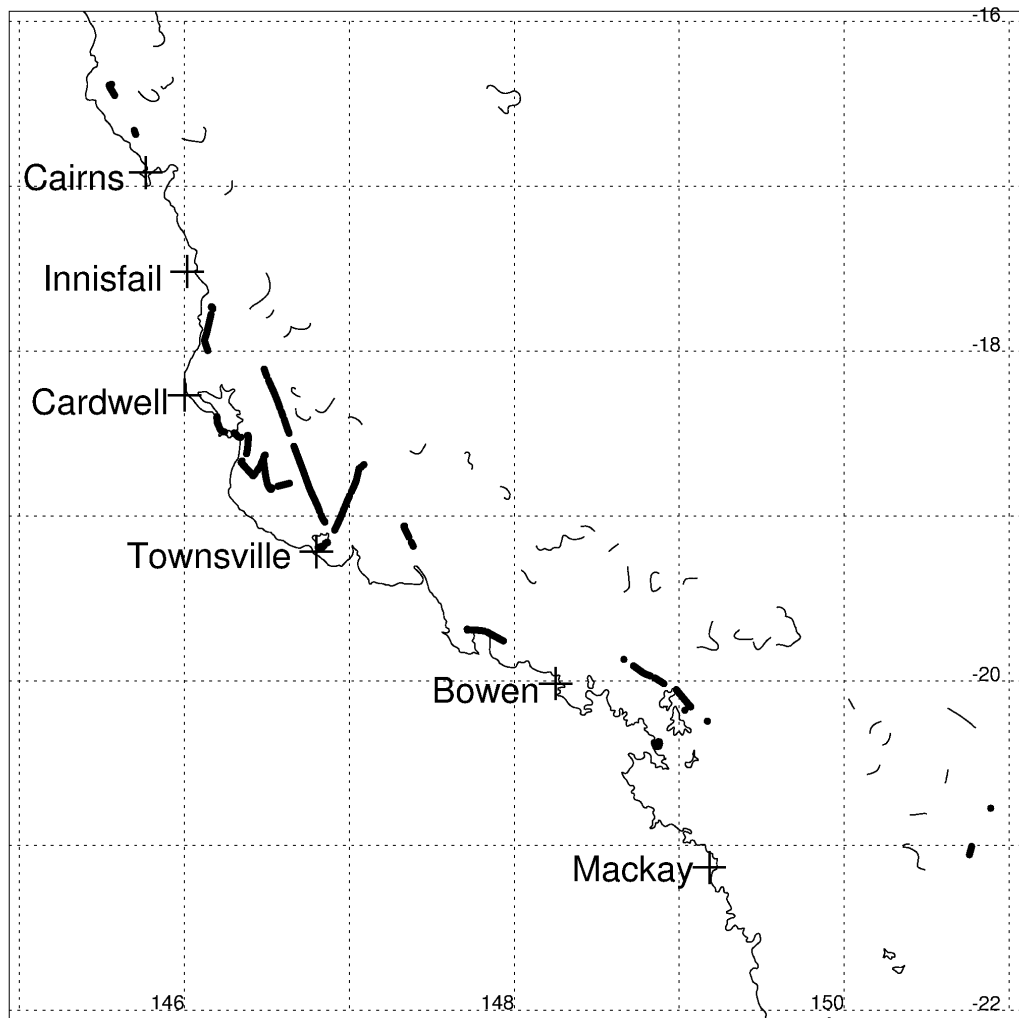 -16
Cairns
Innisfail
-18
Cardwell
Townsville
-20
Bowen
Mackay
146
148
150
-22